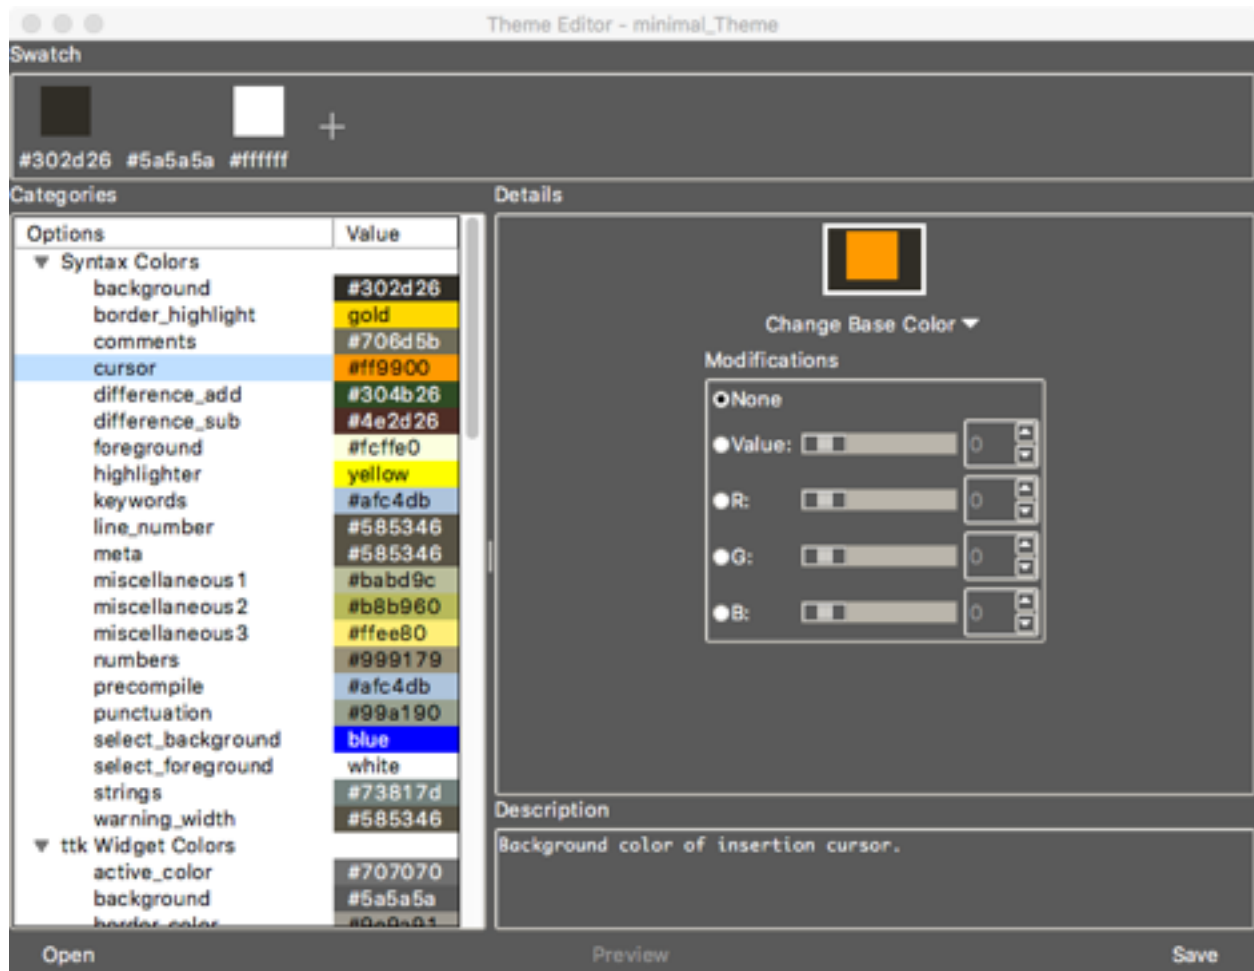 Theme Editor - minimal_Theme
Swatch
#302d26 #5a5a5a #ffffff
Categories
Options Value
Syntax Colors
background #302d26
border_highlight gold
comments #706d5b
cursor #ff9900
difference_add #304b26
difference_sub #4e2d26
foreground #fcffe0
highlighter yellow
keywords #afc4db
line_number #585346
meta #585346
miscellaneous1 #babd9c
miscellaneous2 #b8b960
miscellaneous3 #ffee80
numbers #999179
precompile #afc4db
punctuation #99a190
select_background blue
select_foreground white
strings #73817d
warning_width #585346
ttk Widget Colors
active_color #707070
background #5a5a5a
border_color
Details
Change Base Color
Modifications
None
Value: 0
R: 0
G: 0
B: 0
Description
Background color of insertion cursor.
Open Preview Save